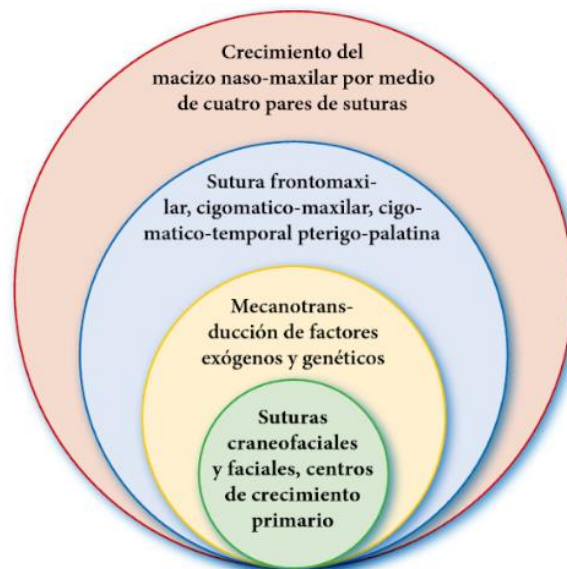 Crecimiento del
macizo naso-maxilar por medio
de cuatro pares de suturas
Sutura frontomaxi-
lar, cigomatico-maxilar, cigo-
matico-temporal pterigo-palatina
Mecanotrans-
ducción de factores
exógenos y genéticos
Suturas
craneofaciales
y faciales, centros
de crecimiento
primario